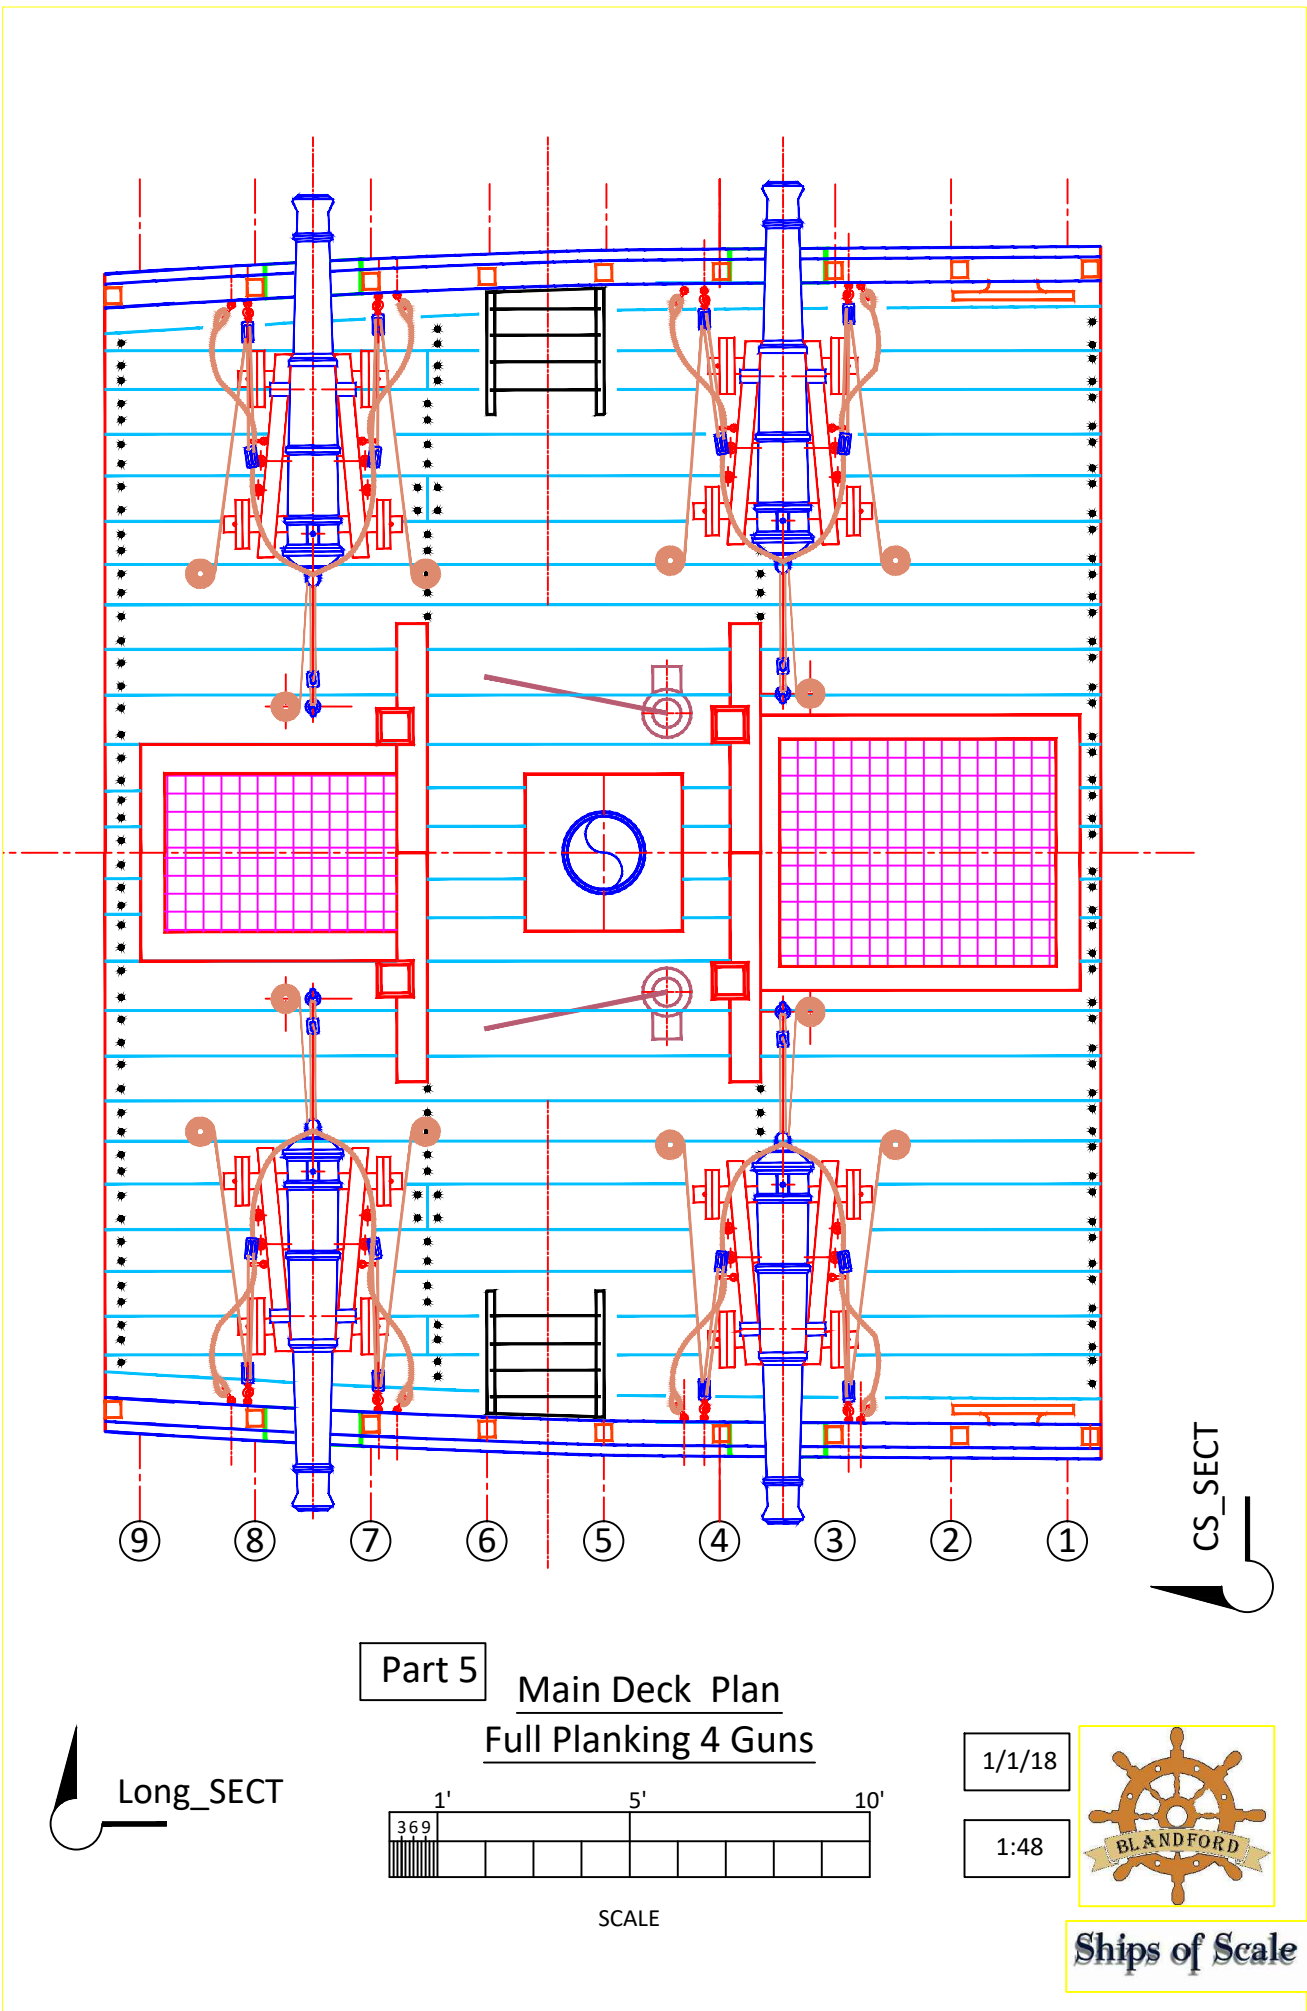 9 8 7 6 5 4 3 2 1
CS_SECT
Part 5
Main Deck Plan
Full Planking 4 Guns
Long_SECT
1' 5' 10'
3 6 9
SCALE
1/1/18
1:48
BLANDFORD
Ships of Scale